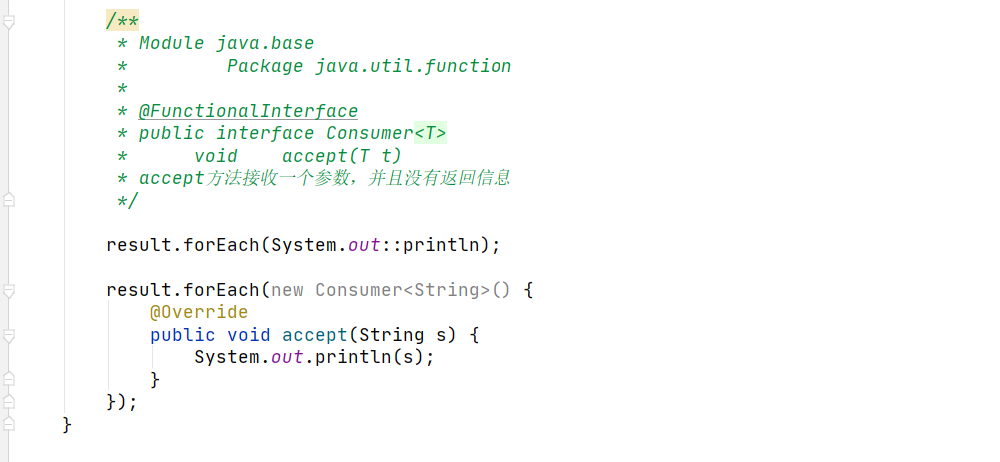 /**
 * Module java.base
 *         Package java.util.function
 *
 * @FunctionalInterface
 * public interface Consumer<T>
 *      void    accept(T t)
 * accept方法接收一个参数，并且没有返回信息
 */
result.forEach(System.out::println);
result.forEach(new Consumer<String>() {
    @Override
    public void accept(String s) {
        System.out.println(s);
    }
});
}